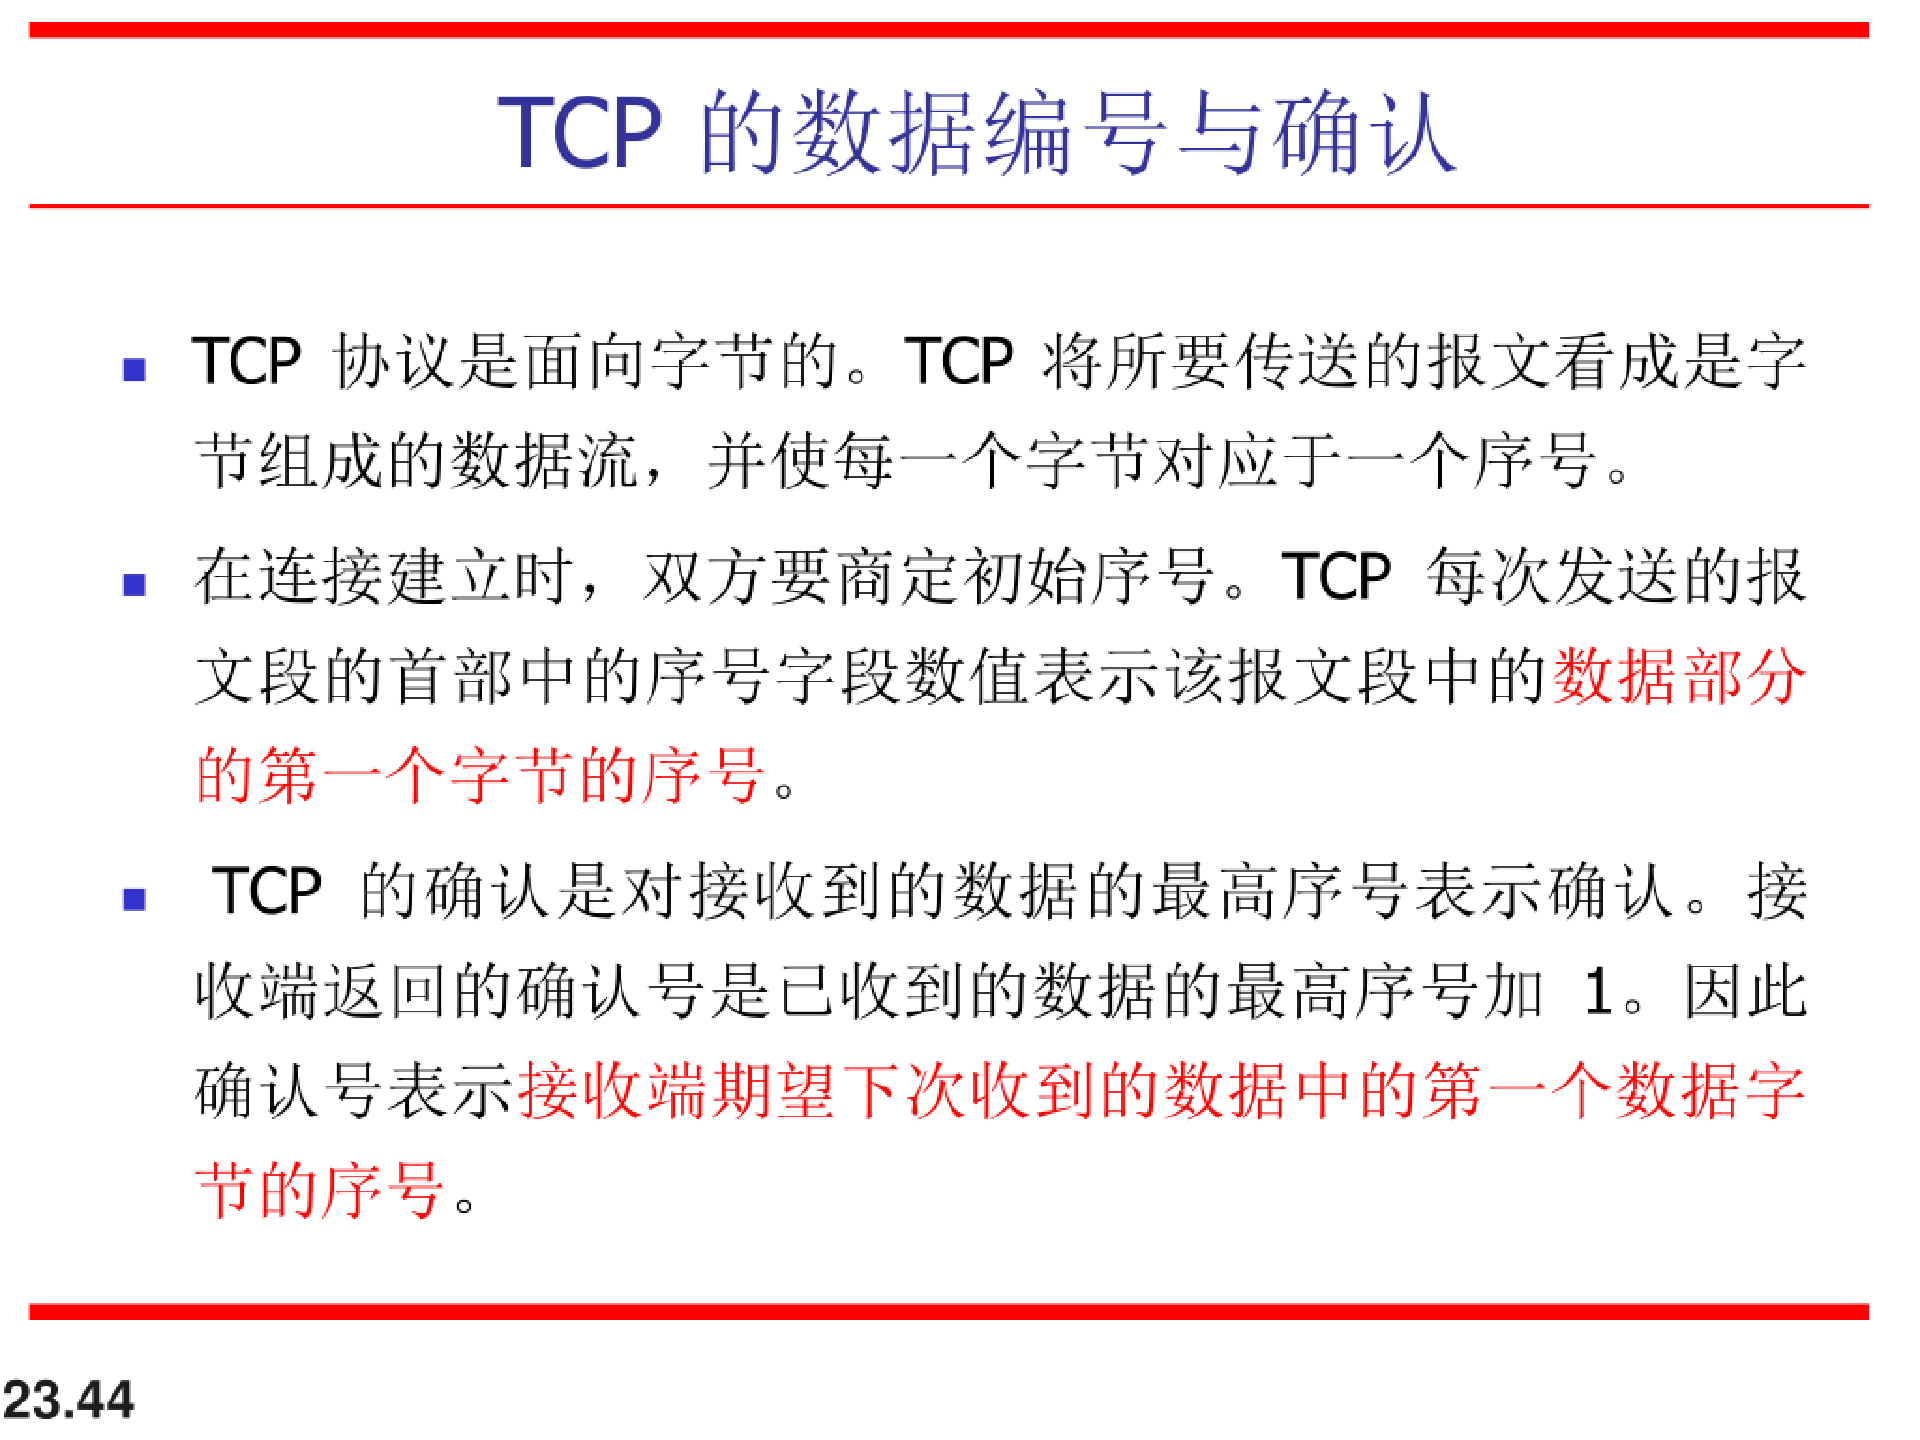 TCP 的数据编号与确认
TCP 协议是面向字节的。TCP 将所要传送的报文看成是字
节组成的数据流，并使每一个字节对应于一个序号。
在连接建立时，双方要商定初始序号。TCP 每次发送的报
文段的首部中的序号字段数值表示该报文段中的数据部分
的第一个字节的序号。
TCP 的确认是对接收到的数据的最高序号表示确认。接
收端返回的确认号是已收到的数据的最高序号加 1。因此
确认号表示接收端期望下次收到的数据中的第一个数据字
节的序号。
23.44